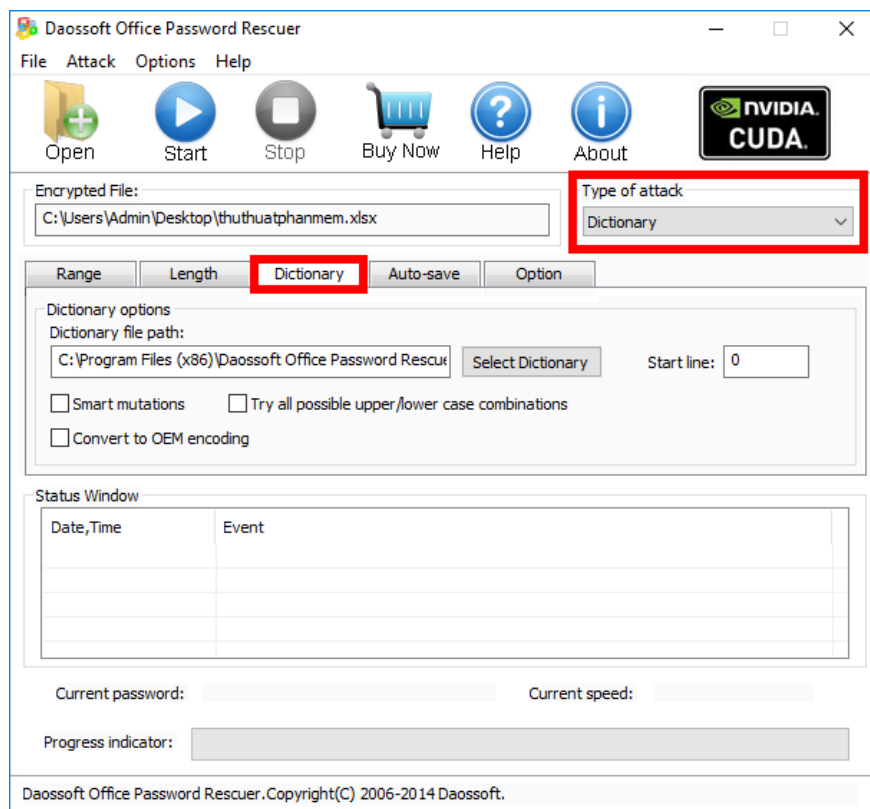 Daossoft Office Password Rescuer
File Attack Options Help
Open Start Stop Buy Now Help About
NVIDIA.
CUDA.
Encrypted File:
C:\Users\Admin\Desktop\thuthuatphanmem.xlsx
Type of attack
Dictionary
Range Length Dictionary Auto-save Option
Dictionary options
Dictionary file path:
C:\Program Files (x86)\Daossoft Office Password Rescue
Select Dictionary
Start line: 0
Smart mutations Try all possible upper/lower case combinations
Convert to OEM encoding
Status Window
Date,Time Event
Current password: Current speed:
Progress indicator:
Daossoft Office Password Rescuer.Copyright(C) 2006-2014 Daossoft.